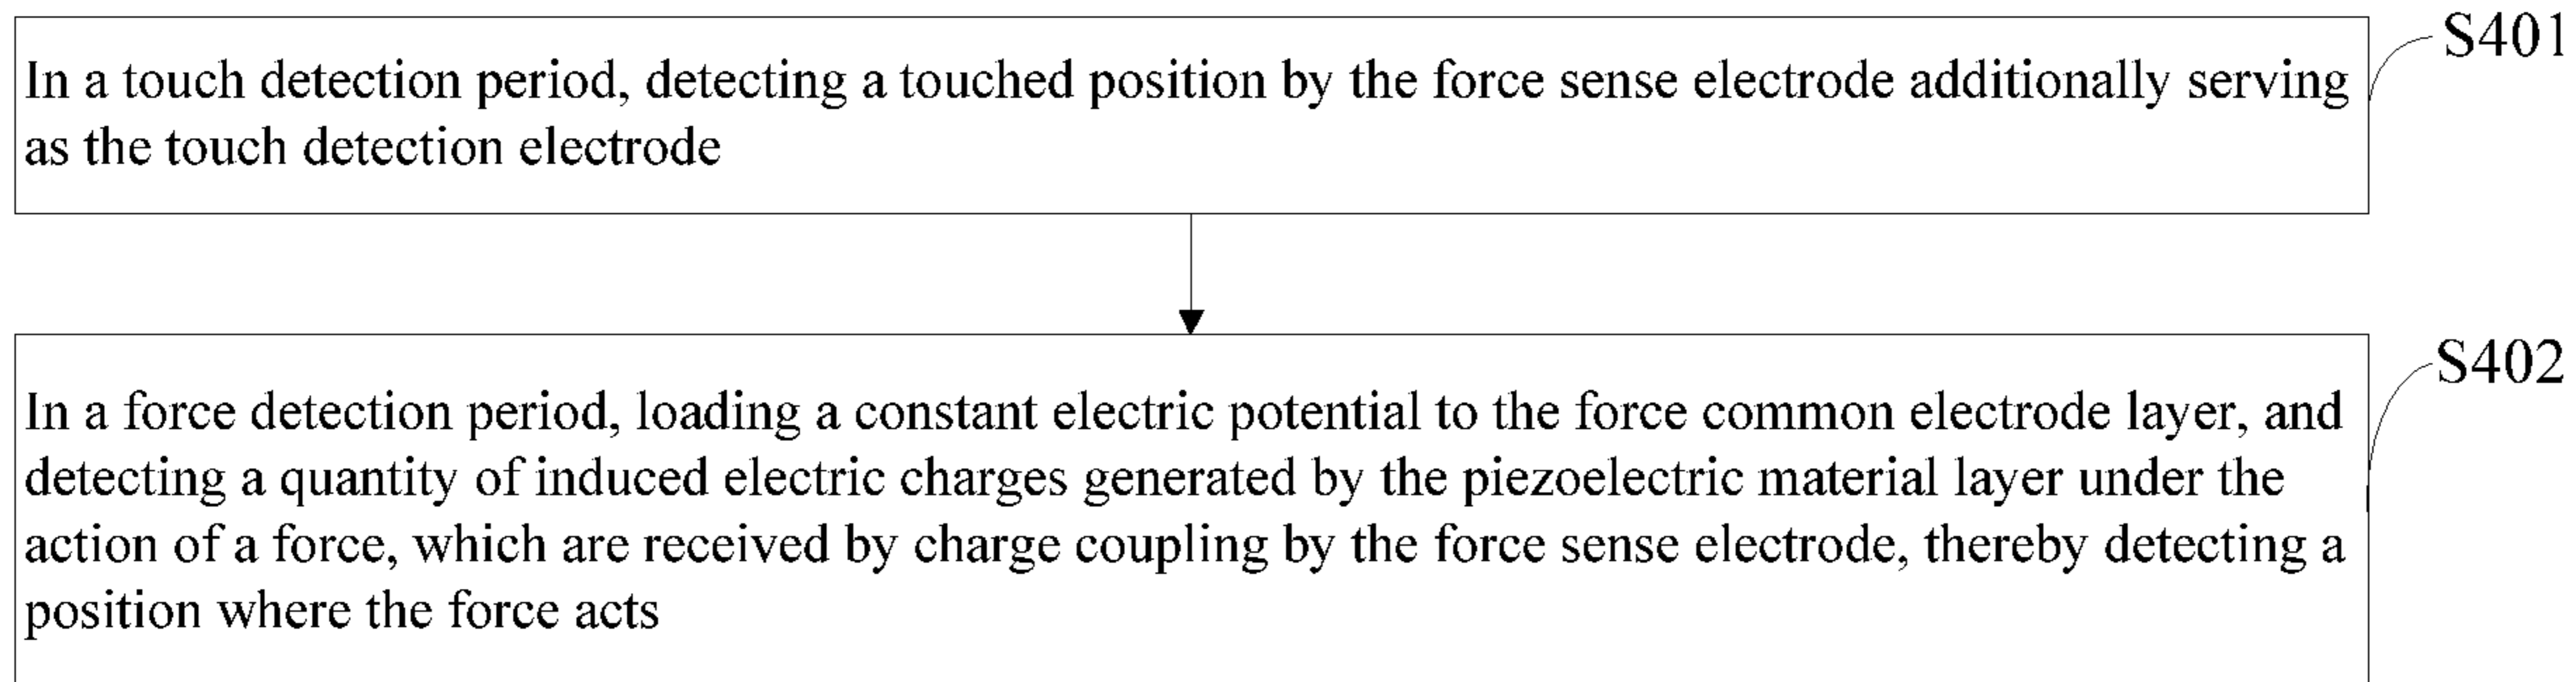 S401
In a touch detection period, detecting a touched position by the force sense electrode additionally serving
as the touch detection electrode
S402
In a force detection period, loading a constant electric potential to the force common electrode layer, and
detecting a quantity of induced electric charges generated by the piezoelectric material layer under the
action of a force, which are received by charge coupling by the force sense electrode, thereby detecting a
position where the force acts